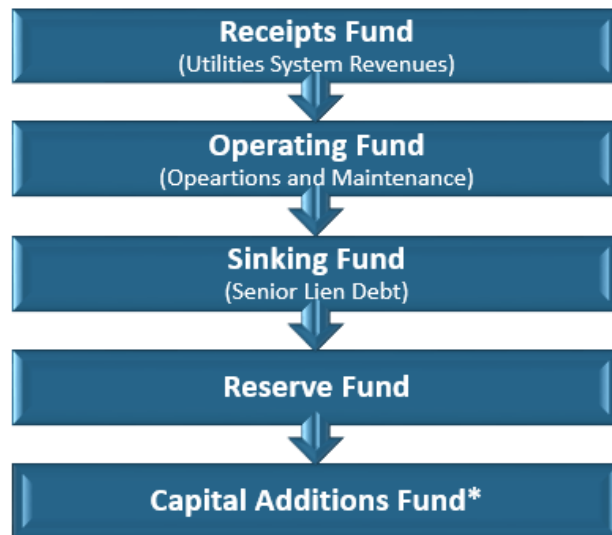 Receipts Fund
(Utilities System Revenues)
Operating Fund
(Opeartions and Maintenance)
Sinking Fund
(Senior Lien Debt)
Reserve Fund
Capital Additions Fund*